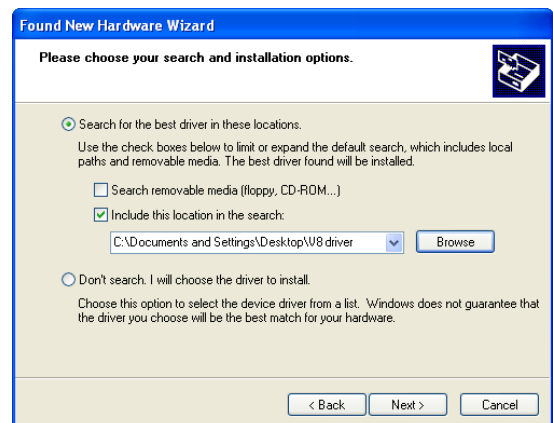 Found New Hardware Wizard
Please choose your search and installation options.
Search for the best driver in these locations.
Use the check boxes below to limit or expand the default search, which includes local
paths and removable media. The best driver found will be installed.
Search removable media (floppy, CD-ROM...)
Include this location in the search:
C:\Documents and Settings\Desktop\V8 driver
Browse
Don't search. I will choose the driver to install.
Choose this option to select the device driver from a list. Windows does not guarantee that
the driver you choose will be the best match for your hardware.
< Back
Next >
Cancel